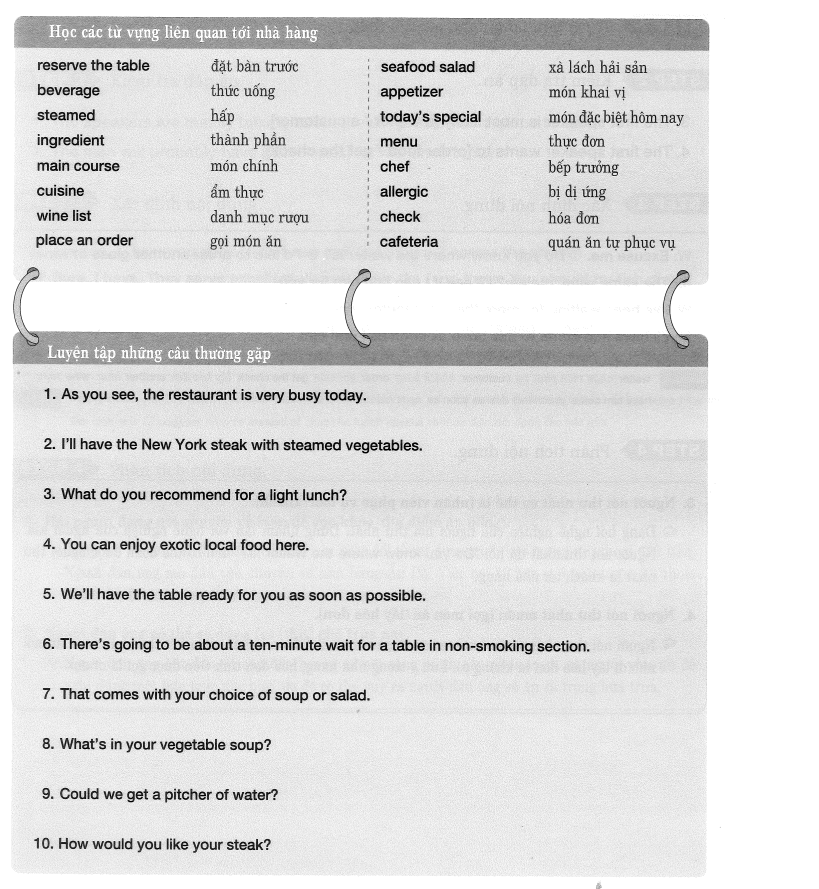 Học các từ vựng liên quan tới nhà hàng
reserve the table đặt bàn trước
beverage thức uống
steamed hấp
ingredient thành phần
main course món chính
cuisine ẩm thực
wine list danh mục rượu
place an order gọi món ăn
seafood salad xà lách hải sản
appetizer món khai vị
today's special món đặc biệt hôm nay
menu thực đơn
chef bếp trưởng
allergic bị dị ứng
check hóa đơn
cafeteria quán ăn tự phục vụ
Luyện tập những câu thường gặp
1. As you see, the restaurant is very busy today.
2. I'll have the New York steak with steamed vegetables.
3. What do you recommend for a light lunch?
4. You can enjoy exotic local food here.
5. We'll have the table ready for you as soon as possible.
6. There's going to be about a ten-minute wait for a table in non-smoking section.
7. That comes with your choice of soup or salad.
8. What's in your vegetable soup?
9. Could we get a pitcher of water?
10. How would you like your steak?